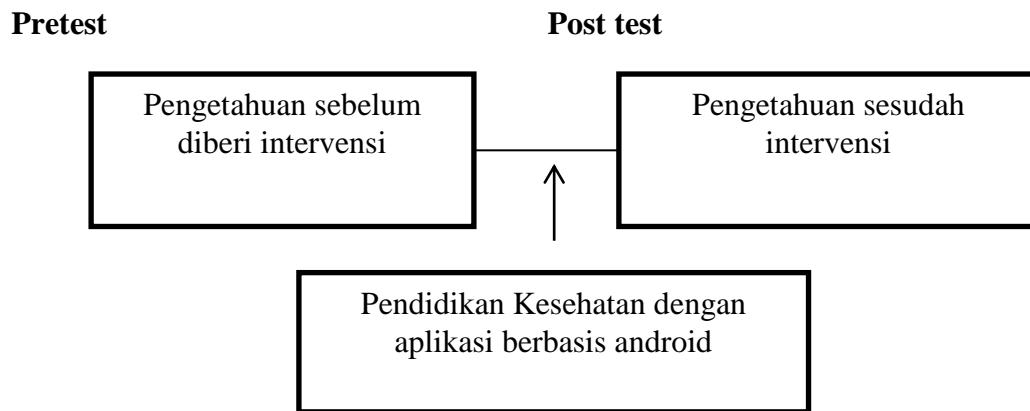 Pretest
Post test
Pengetahuan sebelum
diberi intervensi
Pengetahuan sesudah
intervensi
Pendidikan Kesehatan dengan
aplikasi berbasis android